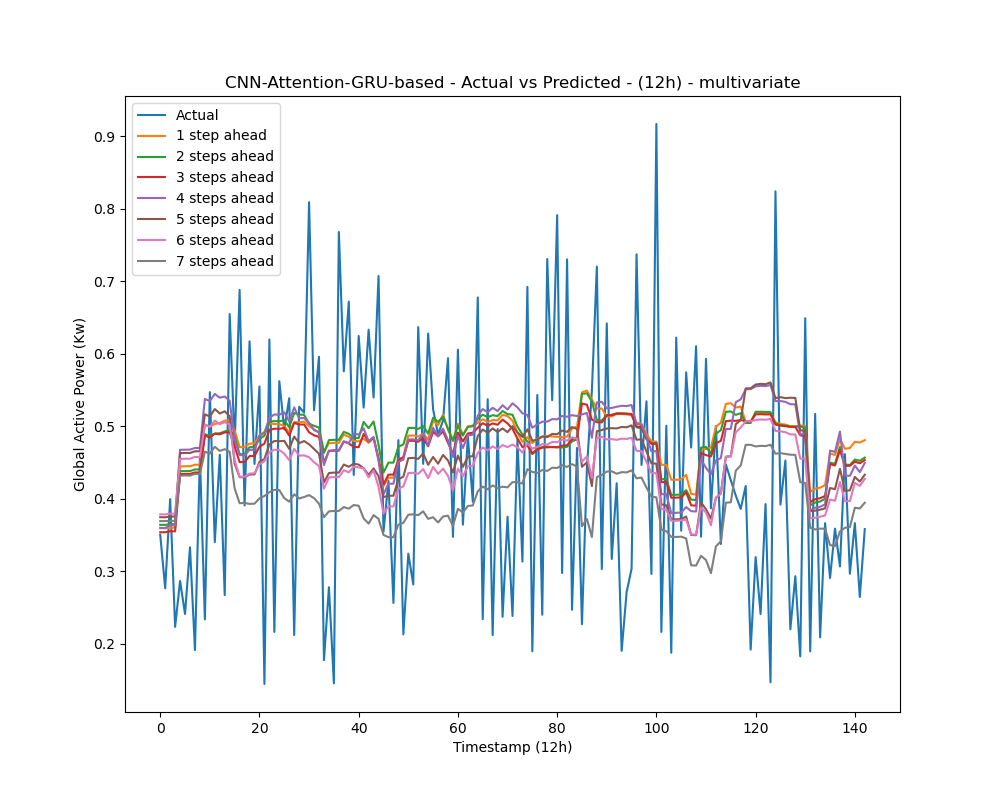 CNN-Attention-GRU-based - Actual vs Predicted - (12h) - multivariate
Actual
1 step ahead
2 steps ahead
3 steps ahead
4 steps ahead
5 steps ahead
6 steps ahead
7 steps ahead
Global Active Power (Kw)
0.9
0.8
0.7
0.6
0.5
0.4
0.3
0.2
0 20 40 60 80 100 120 140
Timestamp (12h)